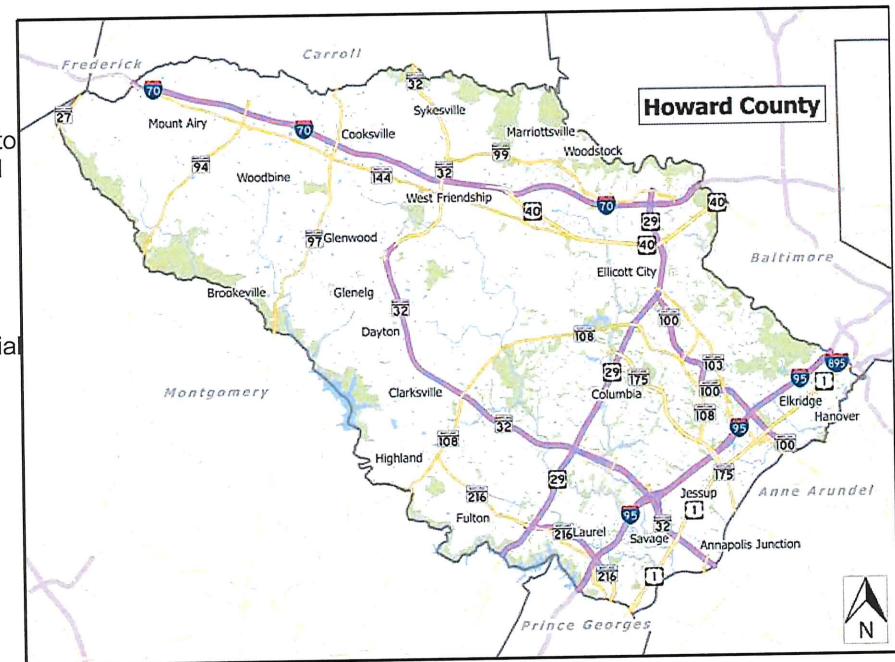 Frederick
Carroll
Howard County
32
70
Sykesville
27
to
Mount Airy
70
Cooksville
Marriottsville
99
Woodstock
94
Woodbine
144
32
West Friendship
70
40
40
29
97
Glenwood
40
Ellicott City
Baltimore
Brookeville
Glenelg
32
Dayton
100
108
ial
103
895
29
175
95
1
Montgomery
Clarksville
Columbia
100
Elkridge
108
Hanover
32
95
108
100
Highland
175
29
Anne Arundel
216
Jessup
Fulton
95
1
32
216
Laurel
Savage
Annapolis Junction
216
1
Prince Georges
N